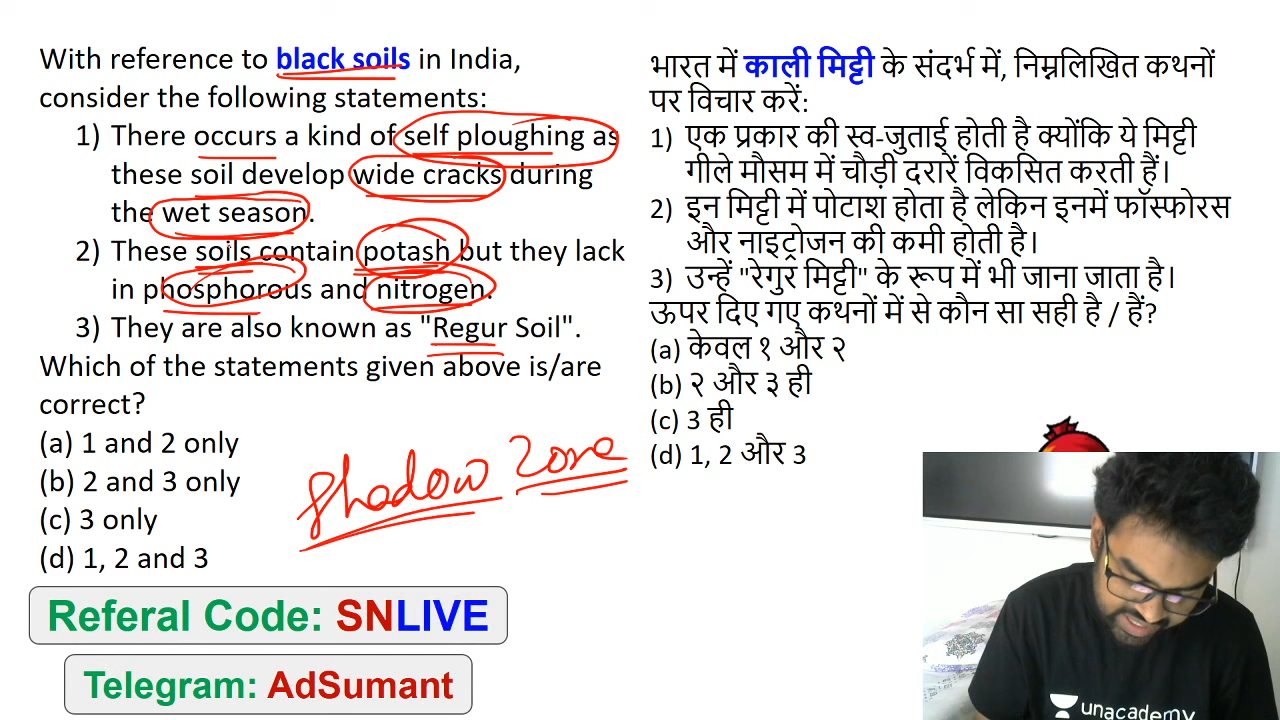 With reference to black soils in India,
consider the following statements:
1) There occurs a kind of self ploughing as
these soil develop wide cracks during
the wet season.
2) These soils contain potash but they lack
in phosphorous and nitrogen.
3) They are also known as "Regur Soil".
Which of the statements given above is/are
correct?
(a) 1 and 2 only
(b) 2 and 3 only
(c) 3 only
(d) 1, 2 and 3
Shadow Zone
Referal Code: SNLIVE
Telegram: AdSumant
भारत में काली मिट्टी के संदर्भ में, निम्नलिखित कथनों
पर विचार करें:
1) एक प्रकार की स्व-जुताई होती है क्योंकि ये मिट्टी
गीले मौसम में चौड़ी दरारें विकसित करती हैं।
2) इन मिट्टी में पोटाश होता है लेकिन इनमें फॉस्फोरस
और नाइट्रोजन की कमी होती है।
3) उन्हें "रेगुर मिट्टी" के रूप में भी जाना जाता है।
ऊपर दिए गए कथनों में से कौन सा सही है / हैं?
(a) केवल १ और २
(b) २ और ३ ही
(c) 3 ही
(d) 1, 2 और 3
unacademy